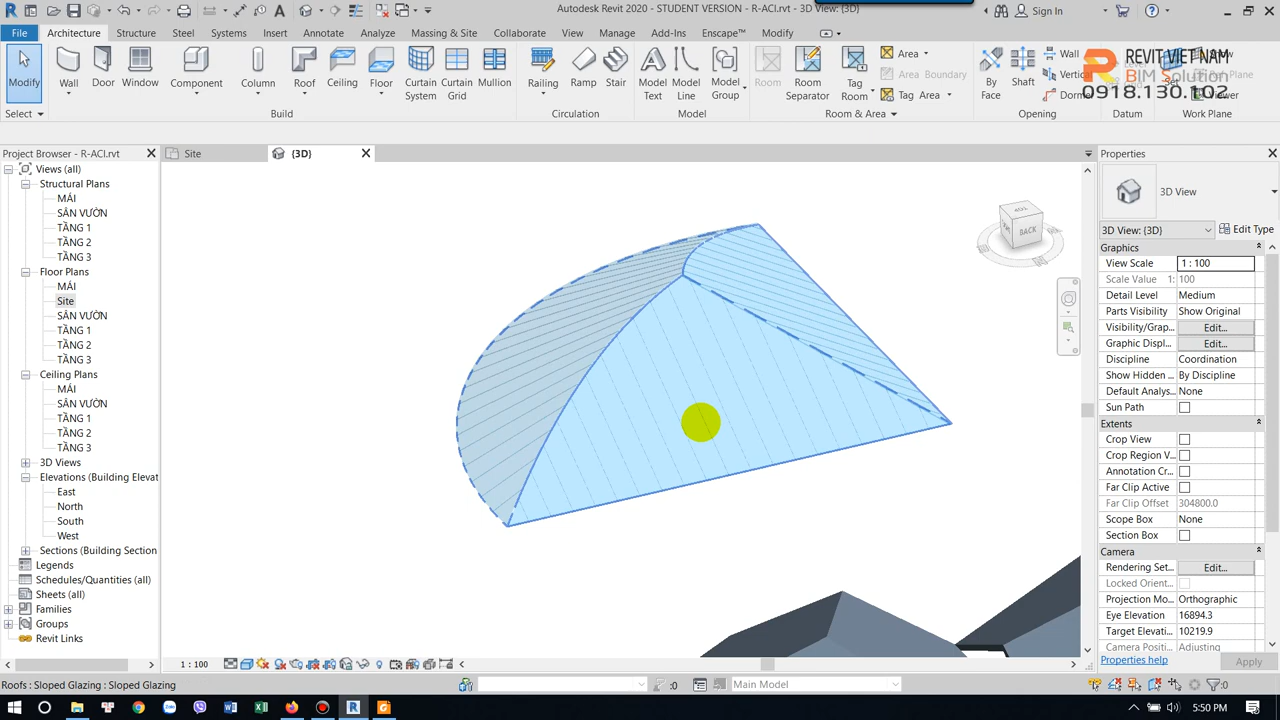 Autodesk Revit 2020 - STUDENT VERSION - R-ACI.rvt - 3D View: {3D}
Sign In
File Architecture Structure Steel Systems Insert Annotate Analyze Massing & Site Collaborate View Manage Add-Ins Enscape™ Modify
Modify
Wall
Door
Window
Component
Column
Roof
Ceiling
Floor
Curtain
System
Curtain
Grid
Mullion
Railing
Ramp
Stair
Model
Text
Model
Line
Model
Group
Room
Room
Separator
Tag
Room
Area
Area Boundary
Tag Area
By
Face
Shaft
Wall
Vertical
Dormer
Viewer
REVIT VIET NAM
BIM Solution
0918.130.102
Select Build Circulation Model Room & Area Opening Datum Work Plane
Project Browser - R-ACI.rvt
Views (all)
Structural Plans
MÁI
SÂN VƯỜN
TẦNG 1
TẦNG 2
TẦNG 3
Floor Plans
MÁI
Site
SÂN VƯỜN
TẦNG 1
TẦNG 2
TẦNG 3
Ceiling Plans
MÁI
SÂN VƯỜN
TẦNG 1
TẦNG 2
TẦNG 3
3D Views
Elevations (Building Elevat
East
North
South
West
Sections (Building Section
Legends
Schedules/Quantities (all)
Sheets (all)
Families
Groups
Revit Links
Site
{3D}
BACK
Properties
3D View
3D View: {3D} Edit Type
Graphics
View Scale 1 : 100
Scale Value 1: 100
Detail Level Medium
Parts Visibility Show Original
Visibility/Grap... Edit...
Graphic Displ... Edit...
Discipline Coordination
Show Hidden ... By Discipline
Default Analys... None
Sun Path
Extents
Crop View
Crop Region V...
Annotation Cr...
Far Clip Active
Far Clip Offset 304800.0
Scope Box None
Section Box
Camera
Rendering Set... Edit...
Locked Orient...
Projection Mo... Orthographic
Eye Elevation 16894.3
Target Elevati... 10219.9
Camera Position Adjusting
Properties help Apply
1 : 100
Roofs : Sloped Glazing : Sloped Glazing
:0
Main Model
:0
5:50 PM